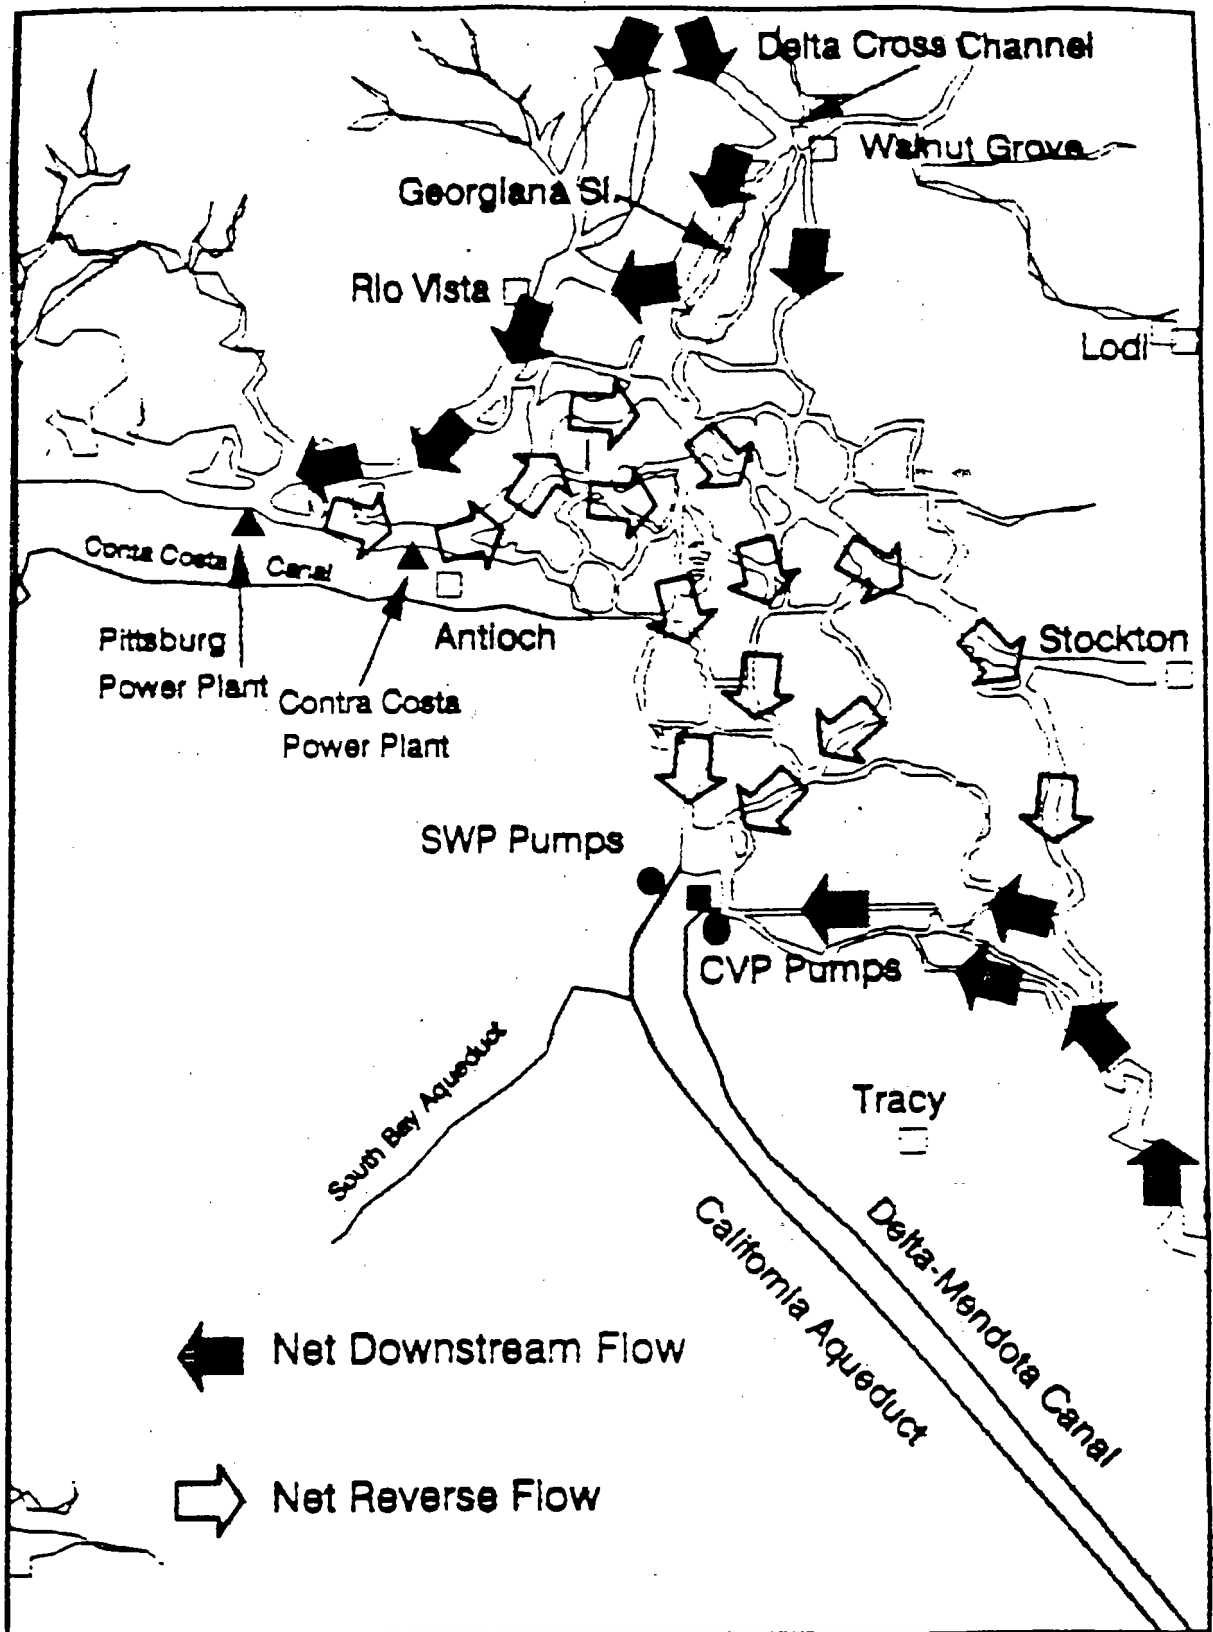 Delta Cross Channel
Walnut Grove
Georgiana Sl.
Rio Vista
Lodi
Contra Costa Canal
Pittsburg
Power Plant
Contra Costa
Power Plant
Antioch
Stockton
SWP Pumps
CVP Pumps
South Bay Aqueduct
Tracy
California Aqueduct
Delta-Mendota Canal
Net Downstream Flow
Net Reverse Flow